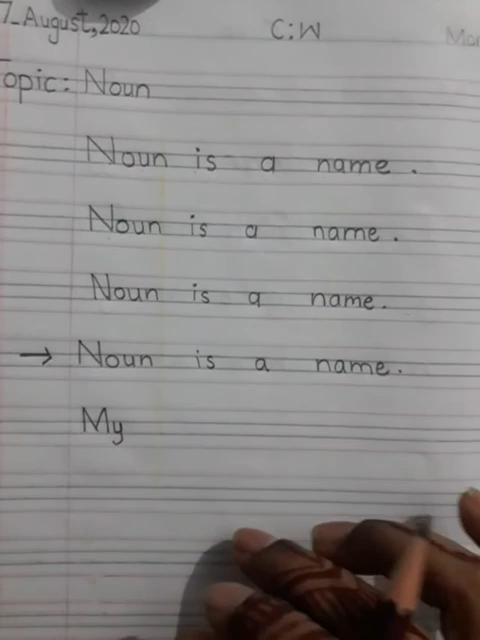 7-August,2020 C:W
Topic: Noun
Noun is a name.
Noun is a name.
Noun is a name.
→ Noun is a name.
My